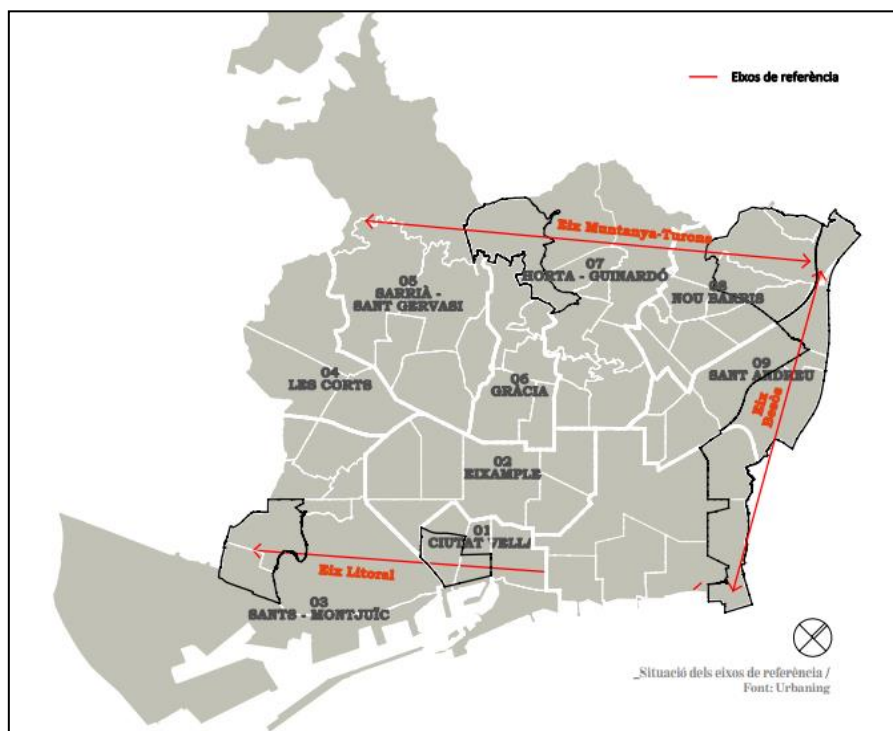 Eixos de referència
Eix Muntanya-Turons
07
HORTA - GUINARDÓ
05
SARRIÀ -
SANT GERVASI
08
NOU BARRIS
04
LES CORTS
06
GRÀCIA
09
SANT ANDREU
Eix
Besòs
02
EIXAMPLE
01
CIUTAT VELLA
Eix Litoral
03
SANTS - MONTJUÏC
_Situació dels eixos de referència /
Font: Urbaning